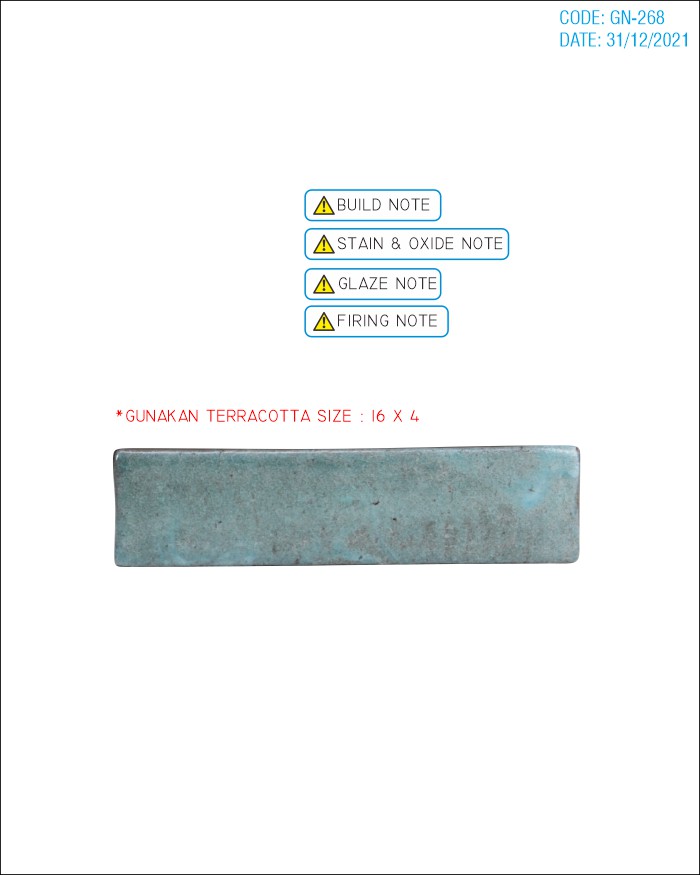 CODE: GN-268
DATE: 31/12/2021
BUILD NOTE
STAIN & OXIDE NOTE
GLAZE NOTE
FIRING NOTE
*GUNAKAN TERRACOTTA SIZE : 16 X 4